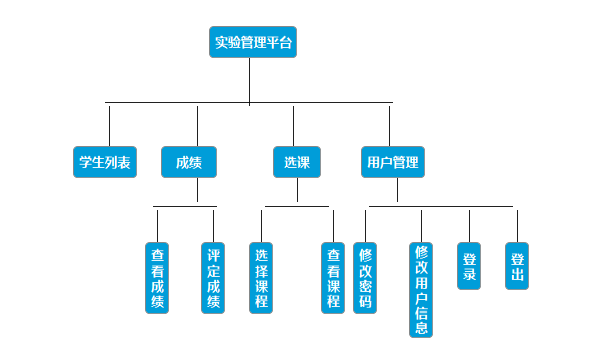 实验管理平台
学生列表
成绩
选课
用户管理
查看成绩
评定成绩
选择课程
查看课程
修改密码
修改用户信息
登录
登出